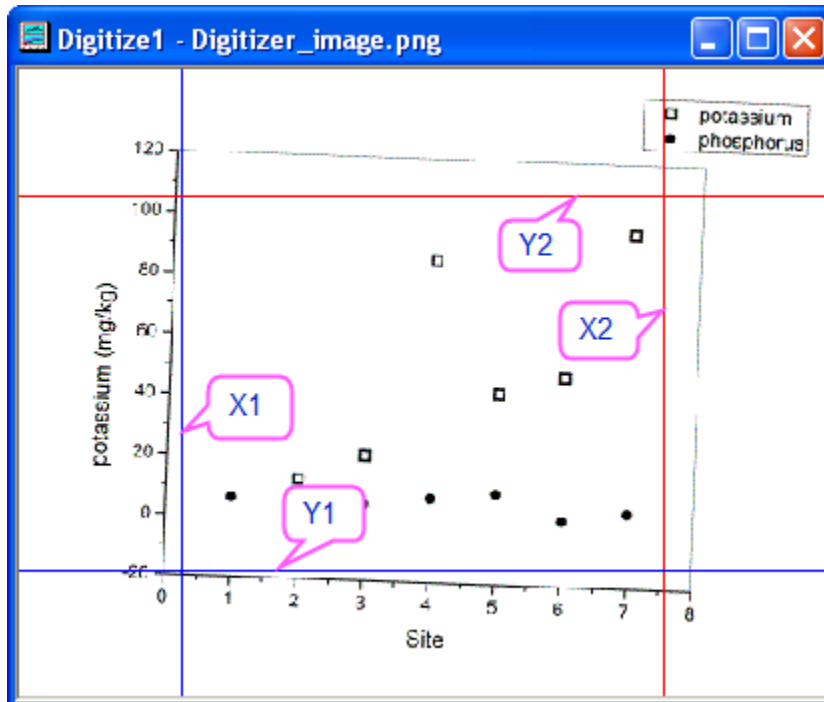 Digitize1 - Digitizer_image.png
potassium
phosphorus
120
100
80
60
40
20
0
-20
potassium (mg/kg)
Y2
X2
X1
Y1
0 1 2 3 4 5 6 7 8
Site